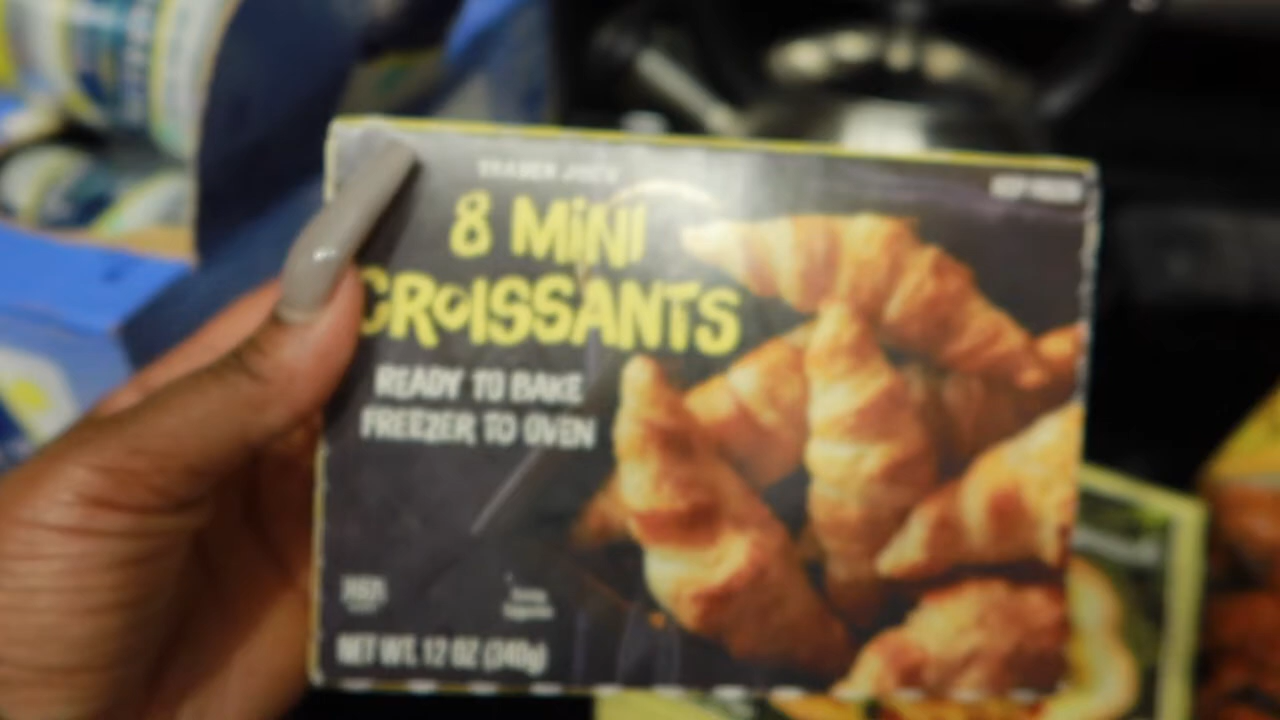 TRADER JOE'S
8 MiNi
CROISSANTS
READY TO BAKE
FREEZER TO OVEN
NET WT. 12 OZ (340g)